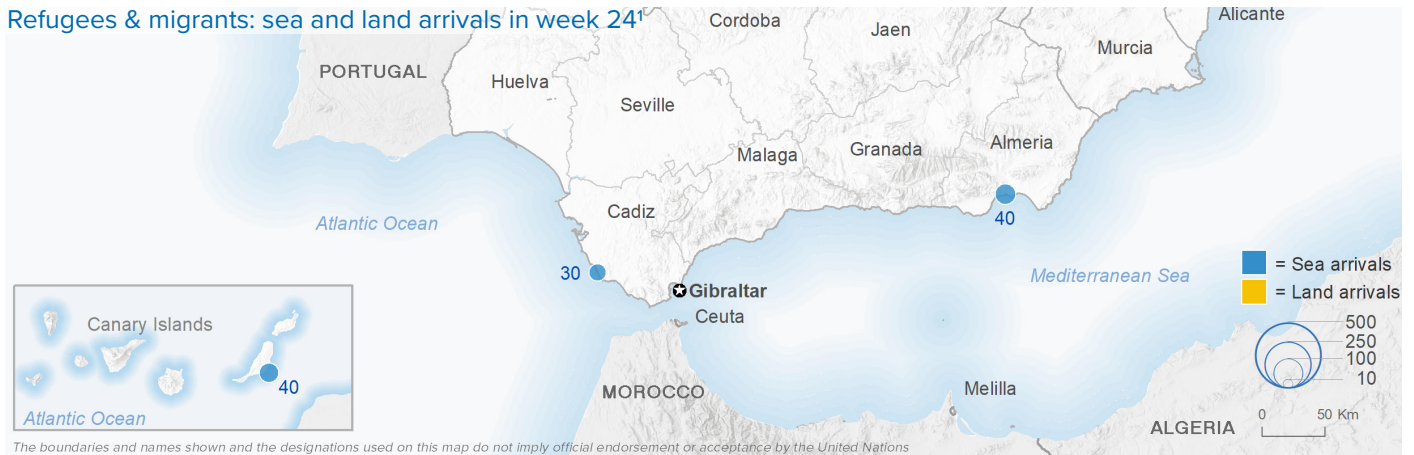 Refugees & migrants: sea and land arrivals in week 24¹
Cordoba
Alicante
Jaen
Murcia
PORTUGAL
Huelva
Seville
Almeria
Granada
Malaga
40
Cadiz
Atlantic Ocean
30
Mediterranean Sea
= Sea arrivals
= Land arrivals
Gibraltar
Ceuta
500
250
100
10
Canary Islands
40
Atlantic Ocean
MOROCCO
Melilla
0 50 Km
ALGERIA
The boundaries and names shown and the designations used on this map do not imply official endorsement or acceptance by the United Nations